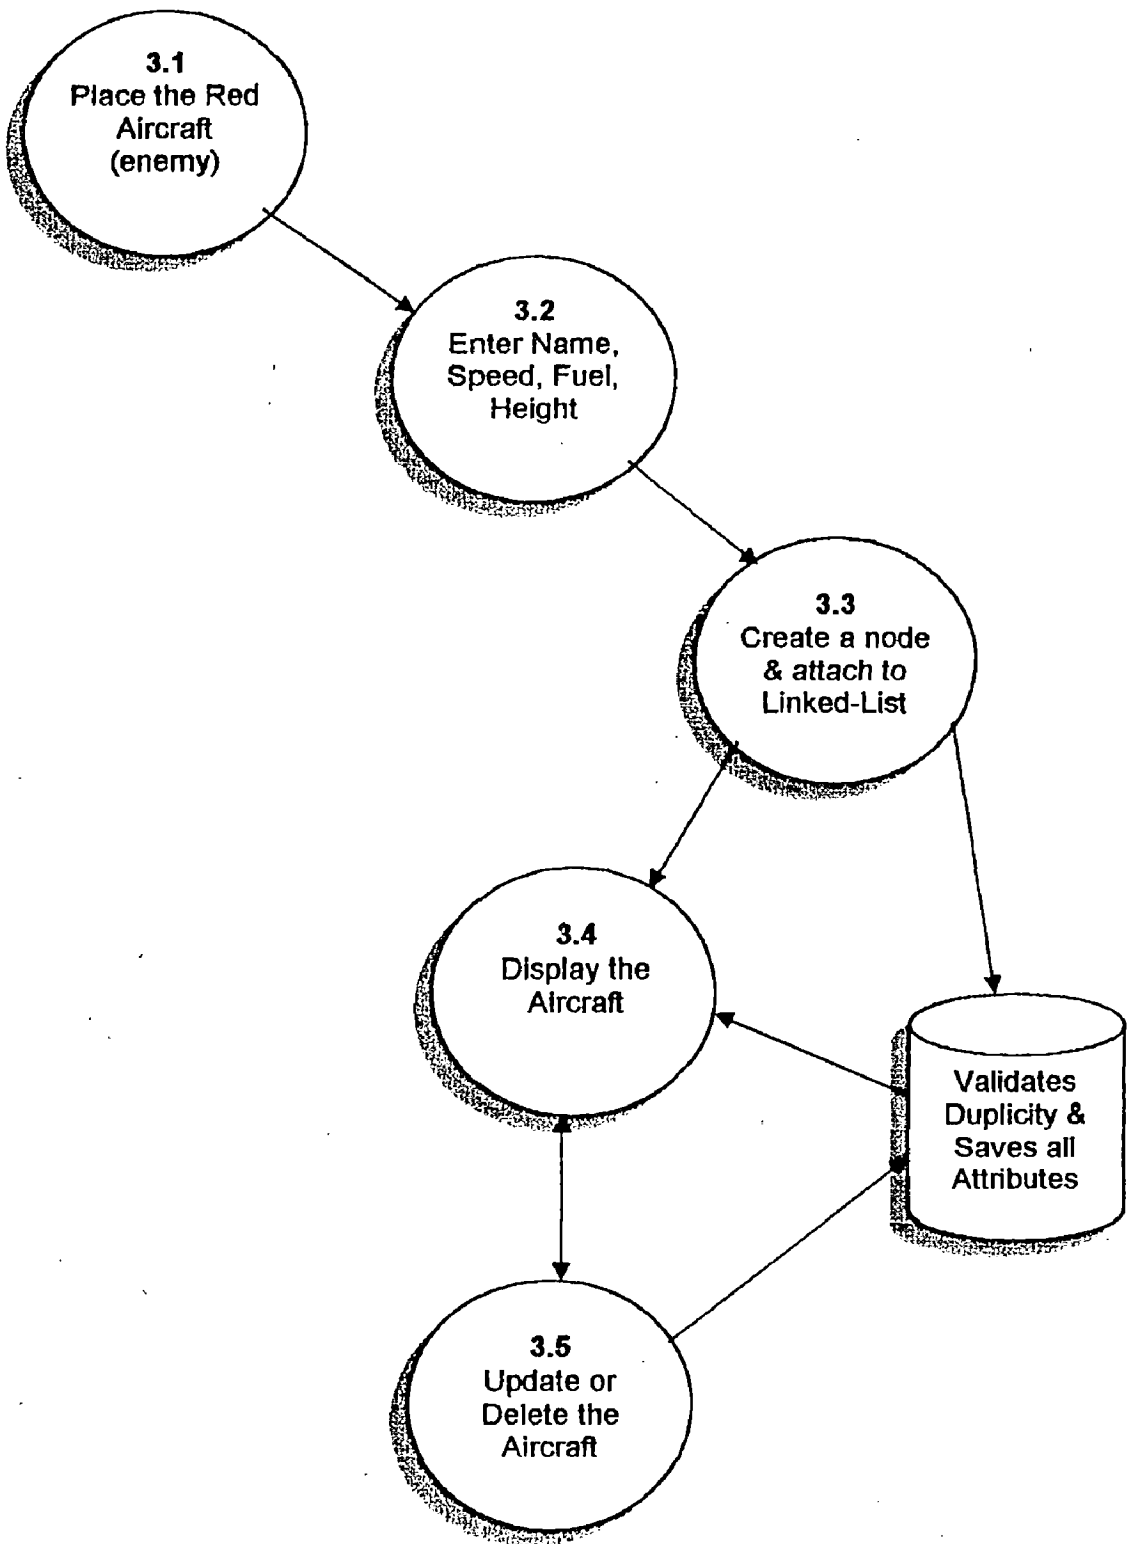 3.1
Place the Red
Aircraft
(enemy)
3.2
Enter Name,
Speed, Fuel,
Height
3.3
Create a node
& attach to
Linked-List
3.4
Display the
Aircraft
Validates
Duplicity &
Saves all
Attributes
3.5
Update or
Delete the
Aircraft